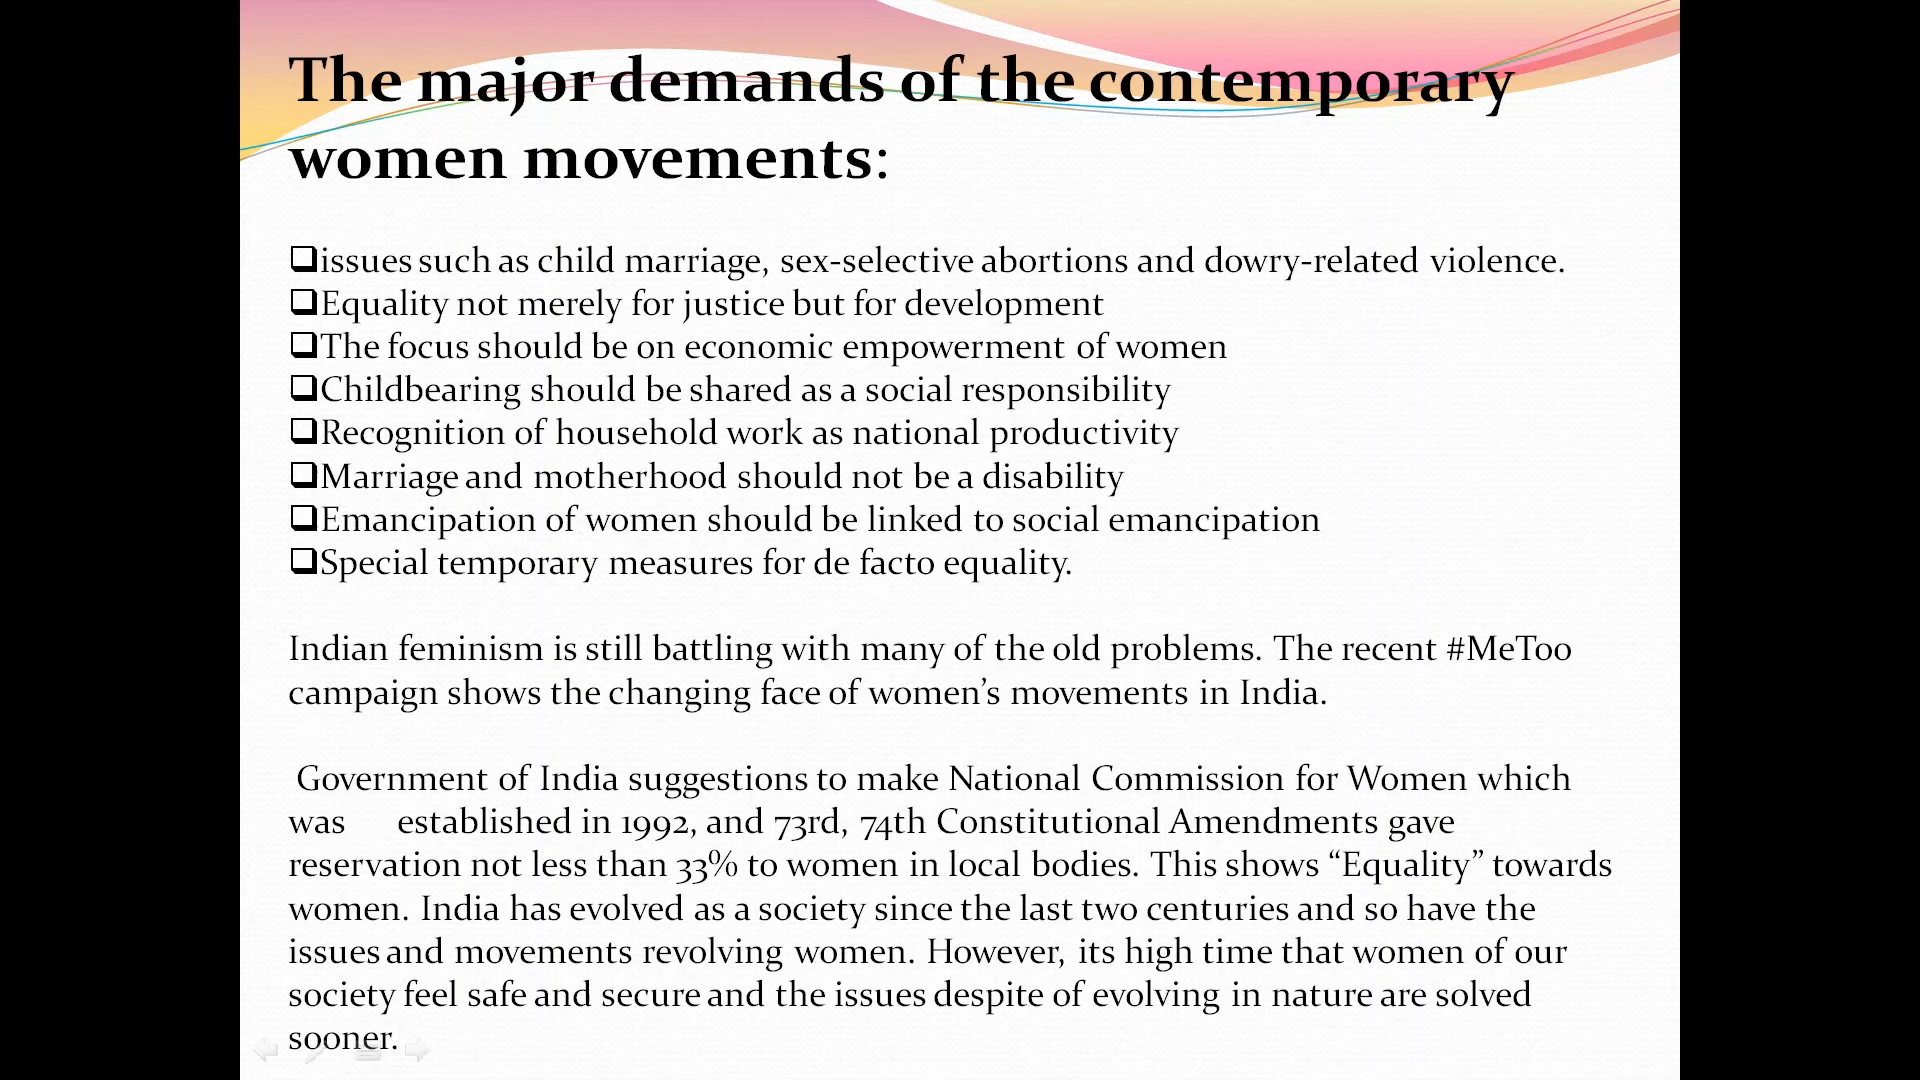 The major demands of the contemporary
women movements:
❑issues such as child marriage, sex-selective abortions and dowry-related violence.
❑Equality not merely for justice but for development
❑The focus should be on economic empowerment of women
❑Childbearing should be shared as a social responsibility
❑Recognition of household work as national productivity
❑Marriage and motherhood should not be a disability
❑Emancipation of women should be linked to social emancipation
❑Special temporary measures for de facto equality.
Indian feminism is still battling with many of the old problems. The recent #MeToo
campaign shows the changing face of women’s movements in India.
Government of India suggestions to make National Commission for Women which
was established in 1992, and 73rd, 74th Constitutional Amendments gave
reservation not less than 33% to women in local bodies. This shows “Equality” towards
women. India has evolved as a society since the last two centuries and so have the
issues and movements revolving women. However, its high time that women of our
society feel safe and secure and the issues despite of evolving in nature are solved
sooner.